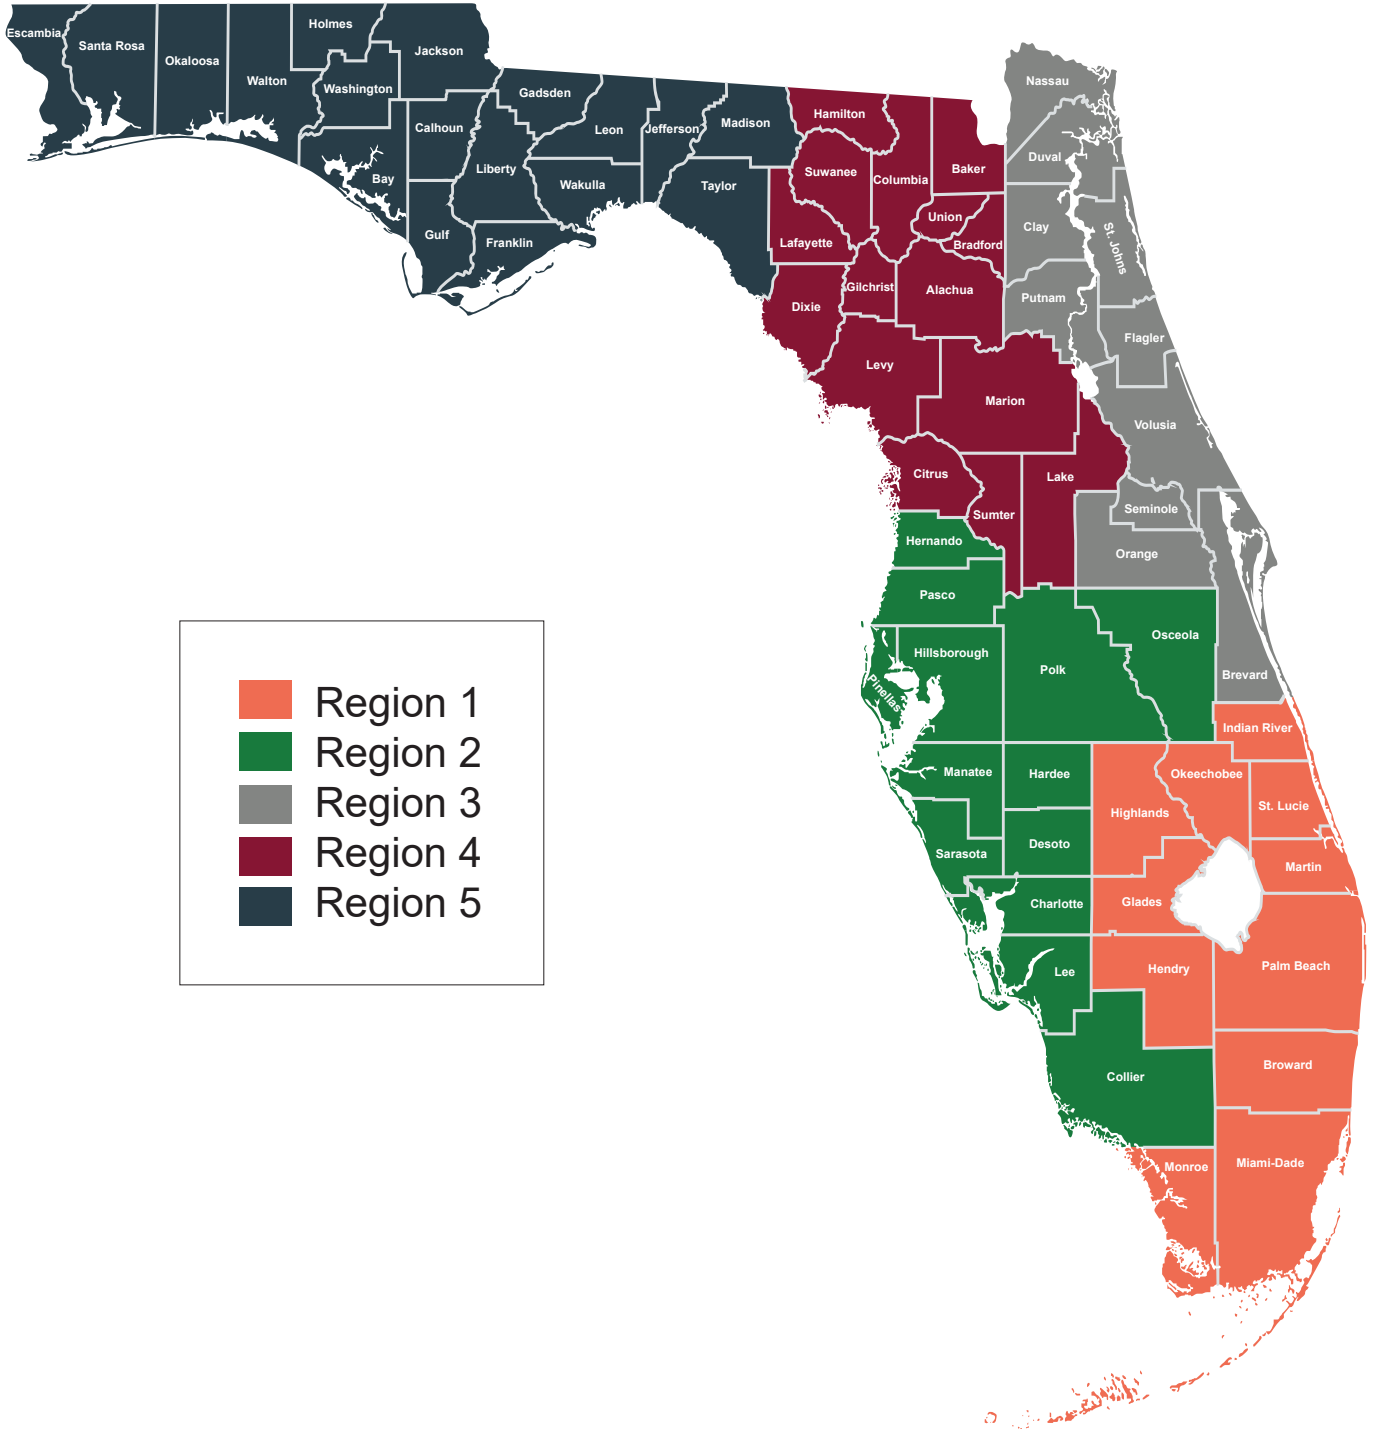 Escambia
Santa Rosa
Okaloosa
Walton
Holmes
Washington
Jackson
Calhoun
Bay
Gulf
Liberty
Franklin
Gadsden
Leon
Wakulla
Jefferson
Madison
Taylor
Hamilton
Suwanee
Columbia
Baker
Union
Bradford
Lafayette
Dixie
Gilchrist
Alachua
Levy
Marion
Citrus
Sumter
Lake
Nassau
Duval
Clay
St. Johns
Putnam
Flagler
Volusia
Seminole
Orange
Brevard
Hernando
Pasco
Pinellas
Hillsborough
Polk
Osceola
Manatee
Hardee
Sarasota
Desoto
Charlotte
Lee
Collier
Indian River
Okeechobee
Highlands
St. Lucie
Martin
Glades
Hendry
Palm Beach
Broward
Miami-Dade
Monroe
Region 1
Region 2
Region 3
Region 4
Region 5